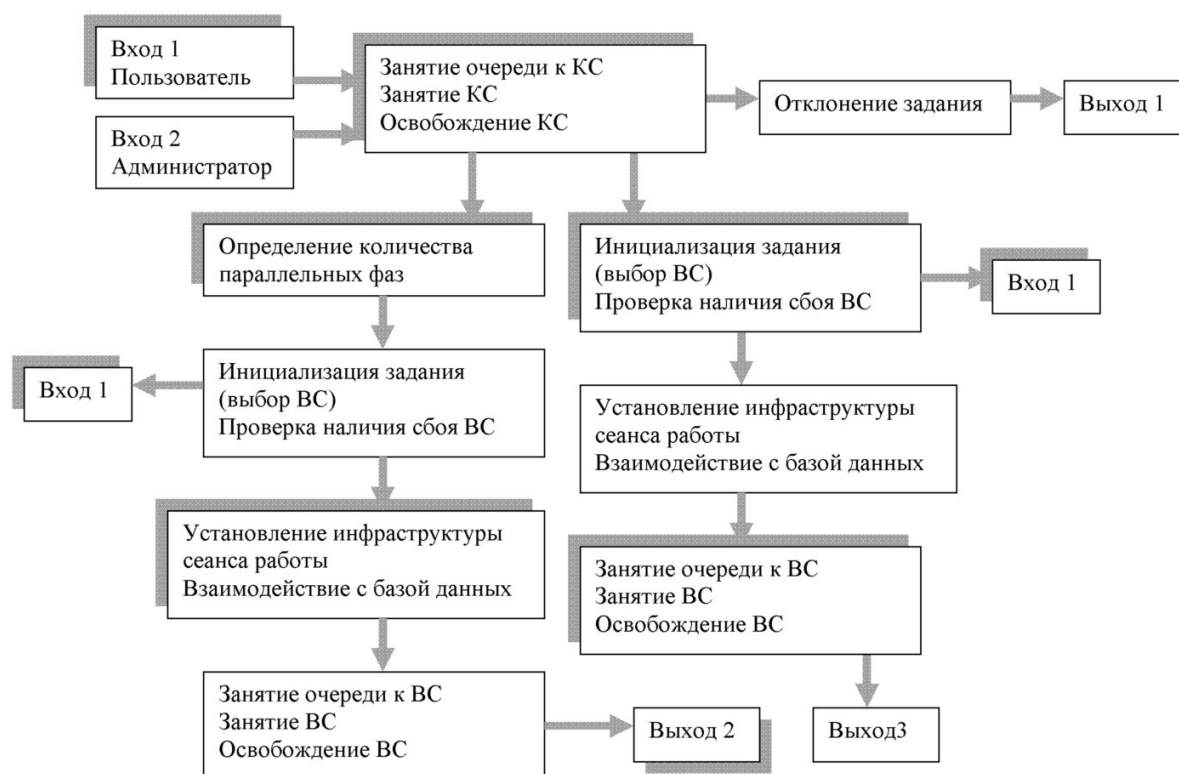 Вход 1
Пользователь
Вход 2
Администратор
Занятие очереди к КС
Занятие КС
Освобождение КС
Отклонение задания
Выход 1
Определение количества
параллельных фаз
Инициализация задания
(выбор ВС)
Проверка наличия сбоя ВС
Вход 1
Вход 1
Инициализация задания
(выбор ВС)
Проверка наличия сбоя ВС
Установление инфраструктуры
сеанса работы
Взаимодействие с базой данных
Установление инфраструктуры
сеанса работы
Взаимодействие с базой данных
Занятие очереди к ВС
Занятие ВС
Освобождение ВС
Занятие очереди к ВС
Занятие ВС
Освобождение ВС
Выход 2
Выход3